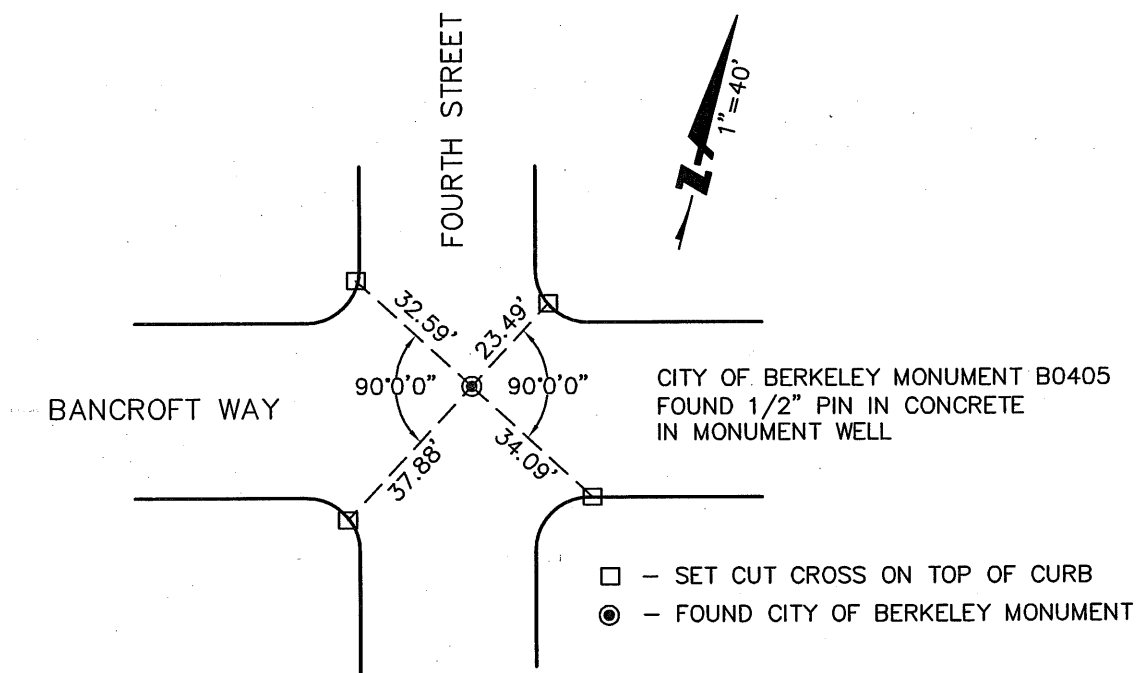 FOURTH STREET
N
1"=40'
32.59'
23.49'
90°0'0"
90°0'0"
CITY OF BERKELEY MONUMENT B0405
FOUND 1/2" PIN IN CONCRETE
IN MONUMENT WELL
BANCROFT WAY
37.88'
34.09'
– SET CUT CROSS ON TOP OF CURB
– FOUND CITY OF BERKELEY MONUMENT